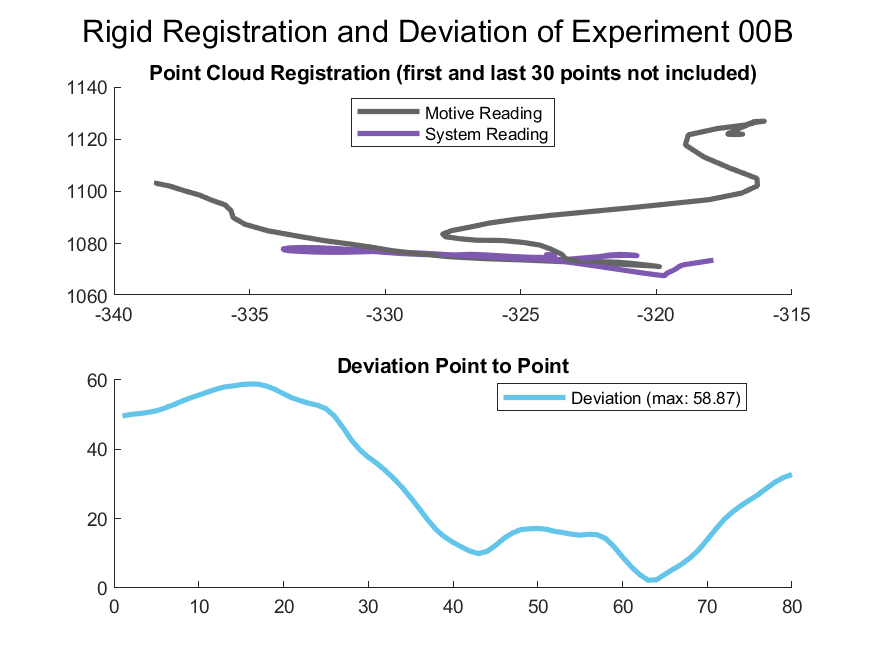 Rigid Registration and Deviation of Experiment 00B
Point Cloud Registration (first and last 30 points not included)
1140
1120
1100
1080
1060
Motive Reading
System Reading
-340 -335 -330 -325 -320 -315
Deviation Point to Point
60
40
20
0
Deviation (max: 58.87)
0 10 20 30 40 50 60 70 80